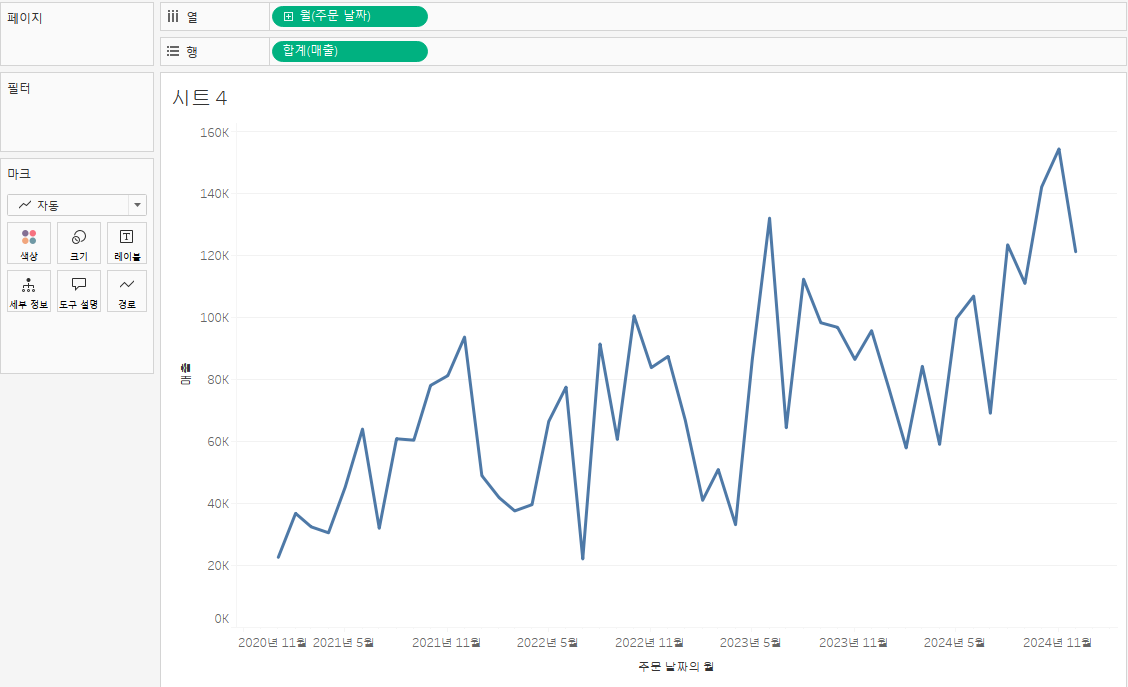 페이지
열
월(주문 날짜)
행
합계(매출)
필터
마크
자동
색상
크기
레이블
세부 정보
도구 설명
경로
시트 4
160K
140K
120K
100K
80K
60K
40K
20K
0K
매출
2020년 11월
2021년 5월
2021년 11월
2022년 5월
2022년 11월
2023년 5월
2023년 11월
2024년 5월
2024년 11월
주문 날짜의 월